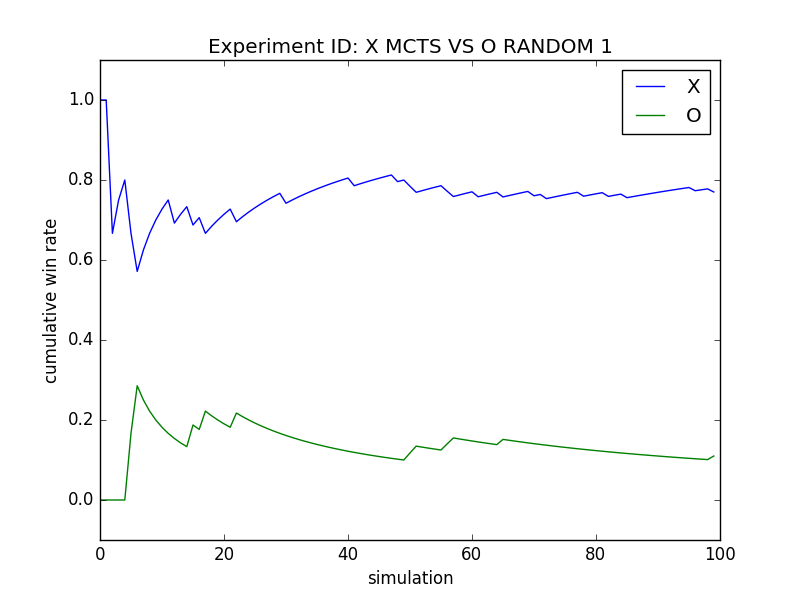 Experiment ID: X MCTS VS O RANDOM 1
X
O
1.0
0.8
0.6
0.4
0.2
0.0
cumulative win rate
0 20 40 60 80 100
simulation